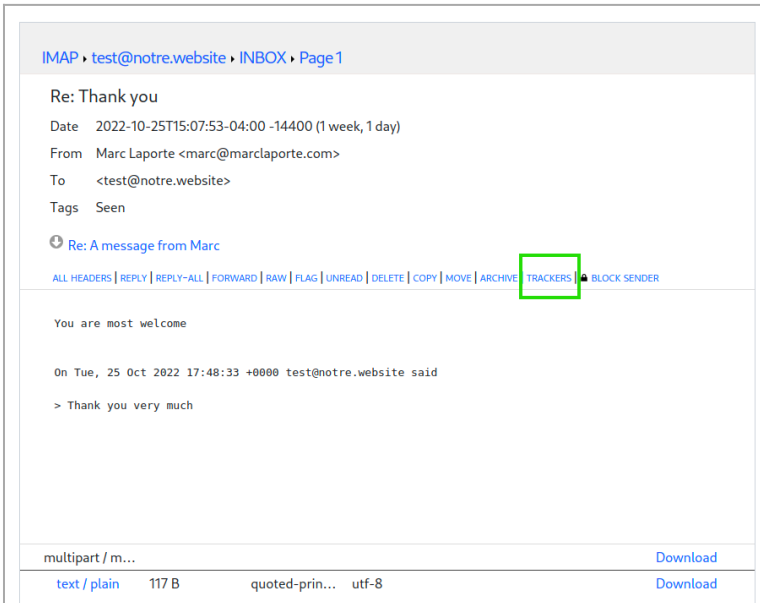 IMAP ▸ test@notre.website ▸ INBOX ▸ Page 1
Re: Thank you
Date 2022-10-25T15:07:53-04:00 -14400 (1 week, 1 day)
From Marc Laporte <marc@marclaporte.com>
To <test@notre.website>
Tags Seen
Re: A message from Marc
ALL HEADERS | REPLY | REPLY-ALL | FORWARD | RAW | FLAG | UNREAD | DELETE | COPY | MOVE | ARCHIVE | TRACKERS | BLOCK SENDER
You are most welcome
On Tue, 25 Oct 2022 17:48:33 +0000 test@notre.website said
> Thank you very much
multipart / m... Download
text / plain 117 B quoted-prin... utf-8 Download